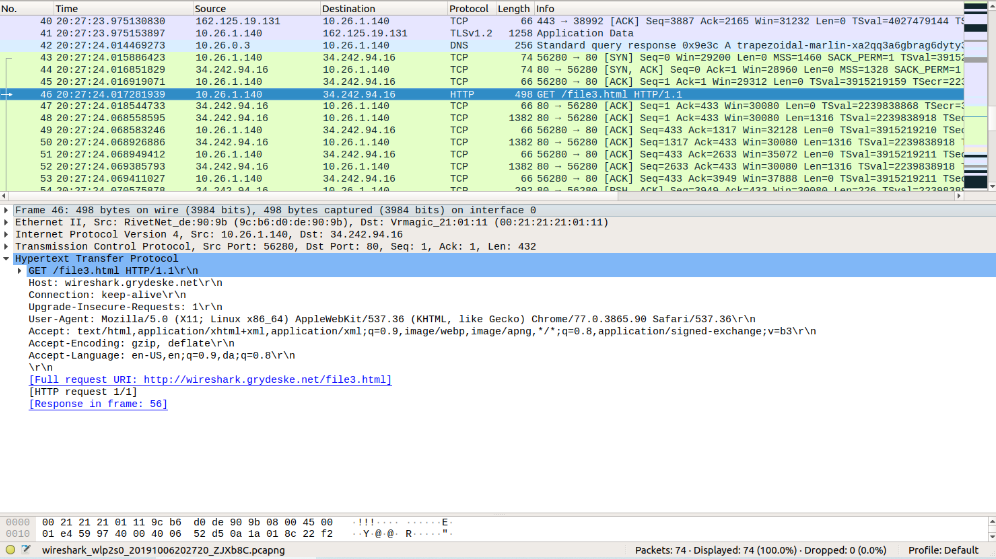 No. Time Source Destination Protocol Length Info
40 20:27:23.975130830 162.125.19.131 10.26.1.140 TCP 66 443 → 38992 [ACK] Seq=3887 Ack=2165 Win=31232 Len=0 TSval=4027479144 TS
41 20:27:23.975153897 10.26.1.140 162.125.19.131 TLSv1.2 1258 Application Data
42 20:27:24.014469273 10.26.0.3 10.26.1.140 DNS 256 Standard query response 0x9e3c A trapezoidal-marlin-xa2qq3a6gbrag6dyty3
43 20:27:24.015886423 10.26.1.140 34.242.94.16 TCP 74 56280 → 80 [SYN] Seq=0 Win=29200 Len=0 MSS=1460 SACK_PERM=1 TSval=39152
44 20:27:24.016851829 34.242.94.16 10.26.1.140 TCP 74 80 → 56280 [SYN, ACK] Seq=0 Ack=1 Win=28960 Len=0 MSS=1328 SACK_PERM=1
45 20:27:24.016919071 10.26.1.140 34.242.94.16 TCP 66 56280 → 80 [ACK] Seq=1 Ack=1 Win=29312 Len=0 TSval=3915219159 TSecr=223
46 20:27:24.017281939 10.26.1.140 34.242.94.16 HTTP 498 GET /file3.html HTTP/1.1
47 20:27:24.018544733 34.242.94.16 10.26.1.140 TCP 66 80 → 56280 [ACK] Seq=1 Ack=433 Win=30080 Len=0 TSval=2239838868 TSecr=3
48 20:27:24.068558595 34.242.94.16 10.26.1.140 TCP 1382 80 → 56280 [ACK] Seq=1 Ack=433 Win=30080 Len=1316 TSval=2239838918 TSec
49 20:27:24.068583246 10.26.1.140 34.242.94.16 TCP 66 56280 → 80 [ACK] Seq=433 Ack=1317 Win=32128 Len=0 TSval=3915219210 TSec
50 20:27:24.068926886 34.242.94.16 10.26.1.140 TCP 1382 80 → 56280 [ACK] Seq=1317 Ack=433 Win=30080 Len=1316 TSval=2239838918 T
51 20:27:24.068949412 10.26.1.140 34.242.94.16 TCP 66 56280 → 80 [ACK] Seq=433 Ack=2633 Win=35072 Len=0 TSval=3915219211 TSec
52 20:27:24.069385793 34.242.94.16 10.26.1.140 TCP 1382 80 → 56280 [ACK] Seq=2633 Ack=433 Win=30080 Len=1316 TSval=2239838918 T
53 20:27:24.069411027 10.26.1.140 34.242.94.16 TCP 66 56280 → 80 [ACK] Seq=433 Ack=3949 Win=37888 Len=0 TSval=3915219211 TSec
54 20:27:24.070575878 34.242.94.16 10.26.1.140 TCP 292 80 → 56280 [PSH, ACK] Seq=3949 Ack=433 Win=30080 Len=226 TSval=22398389
Frame 46: 498 bytes on wire (3984 bits), 498 bytes captured (3984 bits) on interface 0
Ethernet II, Src: RivetNet_de:90:9b (9c:b6:d0:de:90:9b), Dst: Vrmagic_21:01:11 (00:21:21:21:01:11)
Internet Protocol Version 4, Src: 10.26.1.140, Dst: 34.242.94.16
Transmission Control Protocol, Src Port: 56280, Dst Port: 80, Seq: 1, Ack: 1, Len: 432
Hypertext Transfer Protocol
GET /file3.html HTTP/1.1\r\n
Host: wireshark.grydeske.net\r\n
Connection: keep-alive\r\n
Upgrade-Insecure-Requests: 1\r\n
User-Agent: Mozilla/5.0 (X11; Linux x86_64) AppleWebKit/537.36 (KHTML, like Gecko) Chrome/77.0.3865.90 Safari/537.36\r\n
Accept: text/html,application/xhtml+xml,application/xml;q=0.9,image/webp,image/apng,*/*;q=0.8,application/signed-exchange;v=b3\r\n
Accept-Encoding: gzip, deflate\r\n
Accept-Language: en-US,en;q=0.9,da;q=0.8\r\n
\r\n
[Full request URI: http://wireshark.grydeske.net/file3.html]
[HTTP request 1/1]
[Response in frame: 56]
0000 00 21 21 21 01 11 9c b6 d0 de 90 9b 08 00 45 00 ·!!!···· ······E·
0010 01 e4 59 97 40 00 40 06 52 d5 0a 1a 01 8c 22 f2 ··Y·@·@· R·····"·
wireshark_wlp2s0_20191006202720_ZJXb8C.pcapng Packets: 74 · Displayed: 74 (100.0%) · Dropped: 0 (0.0%) Profile: Default